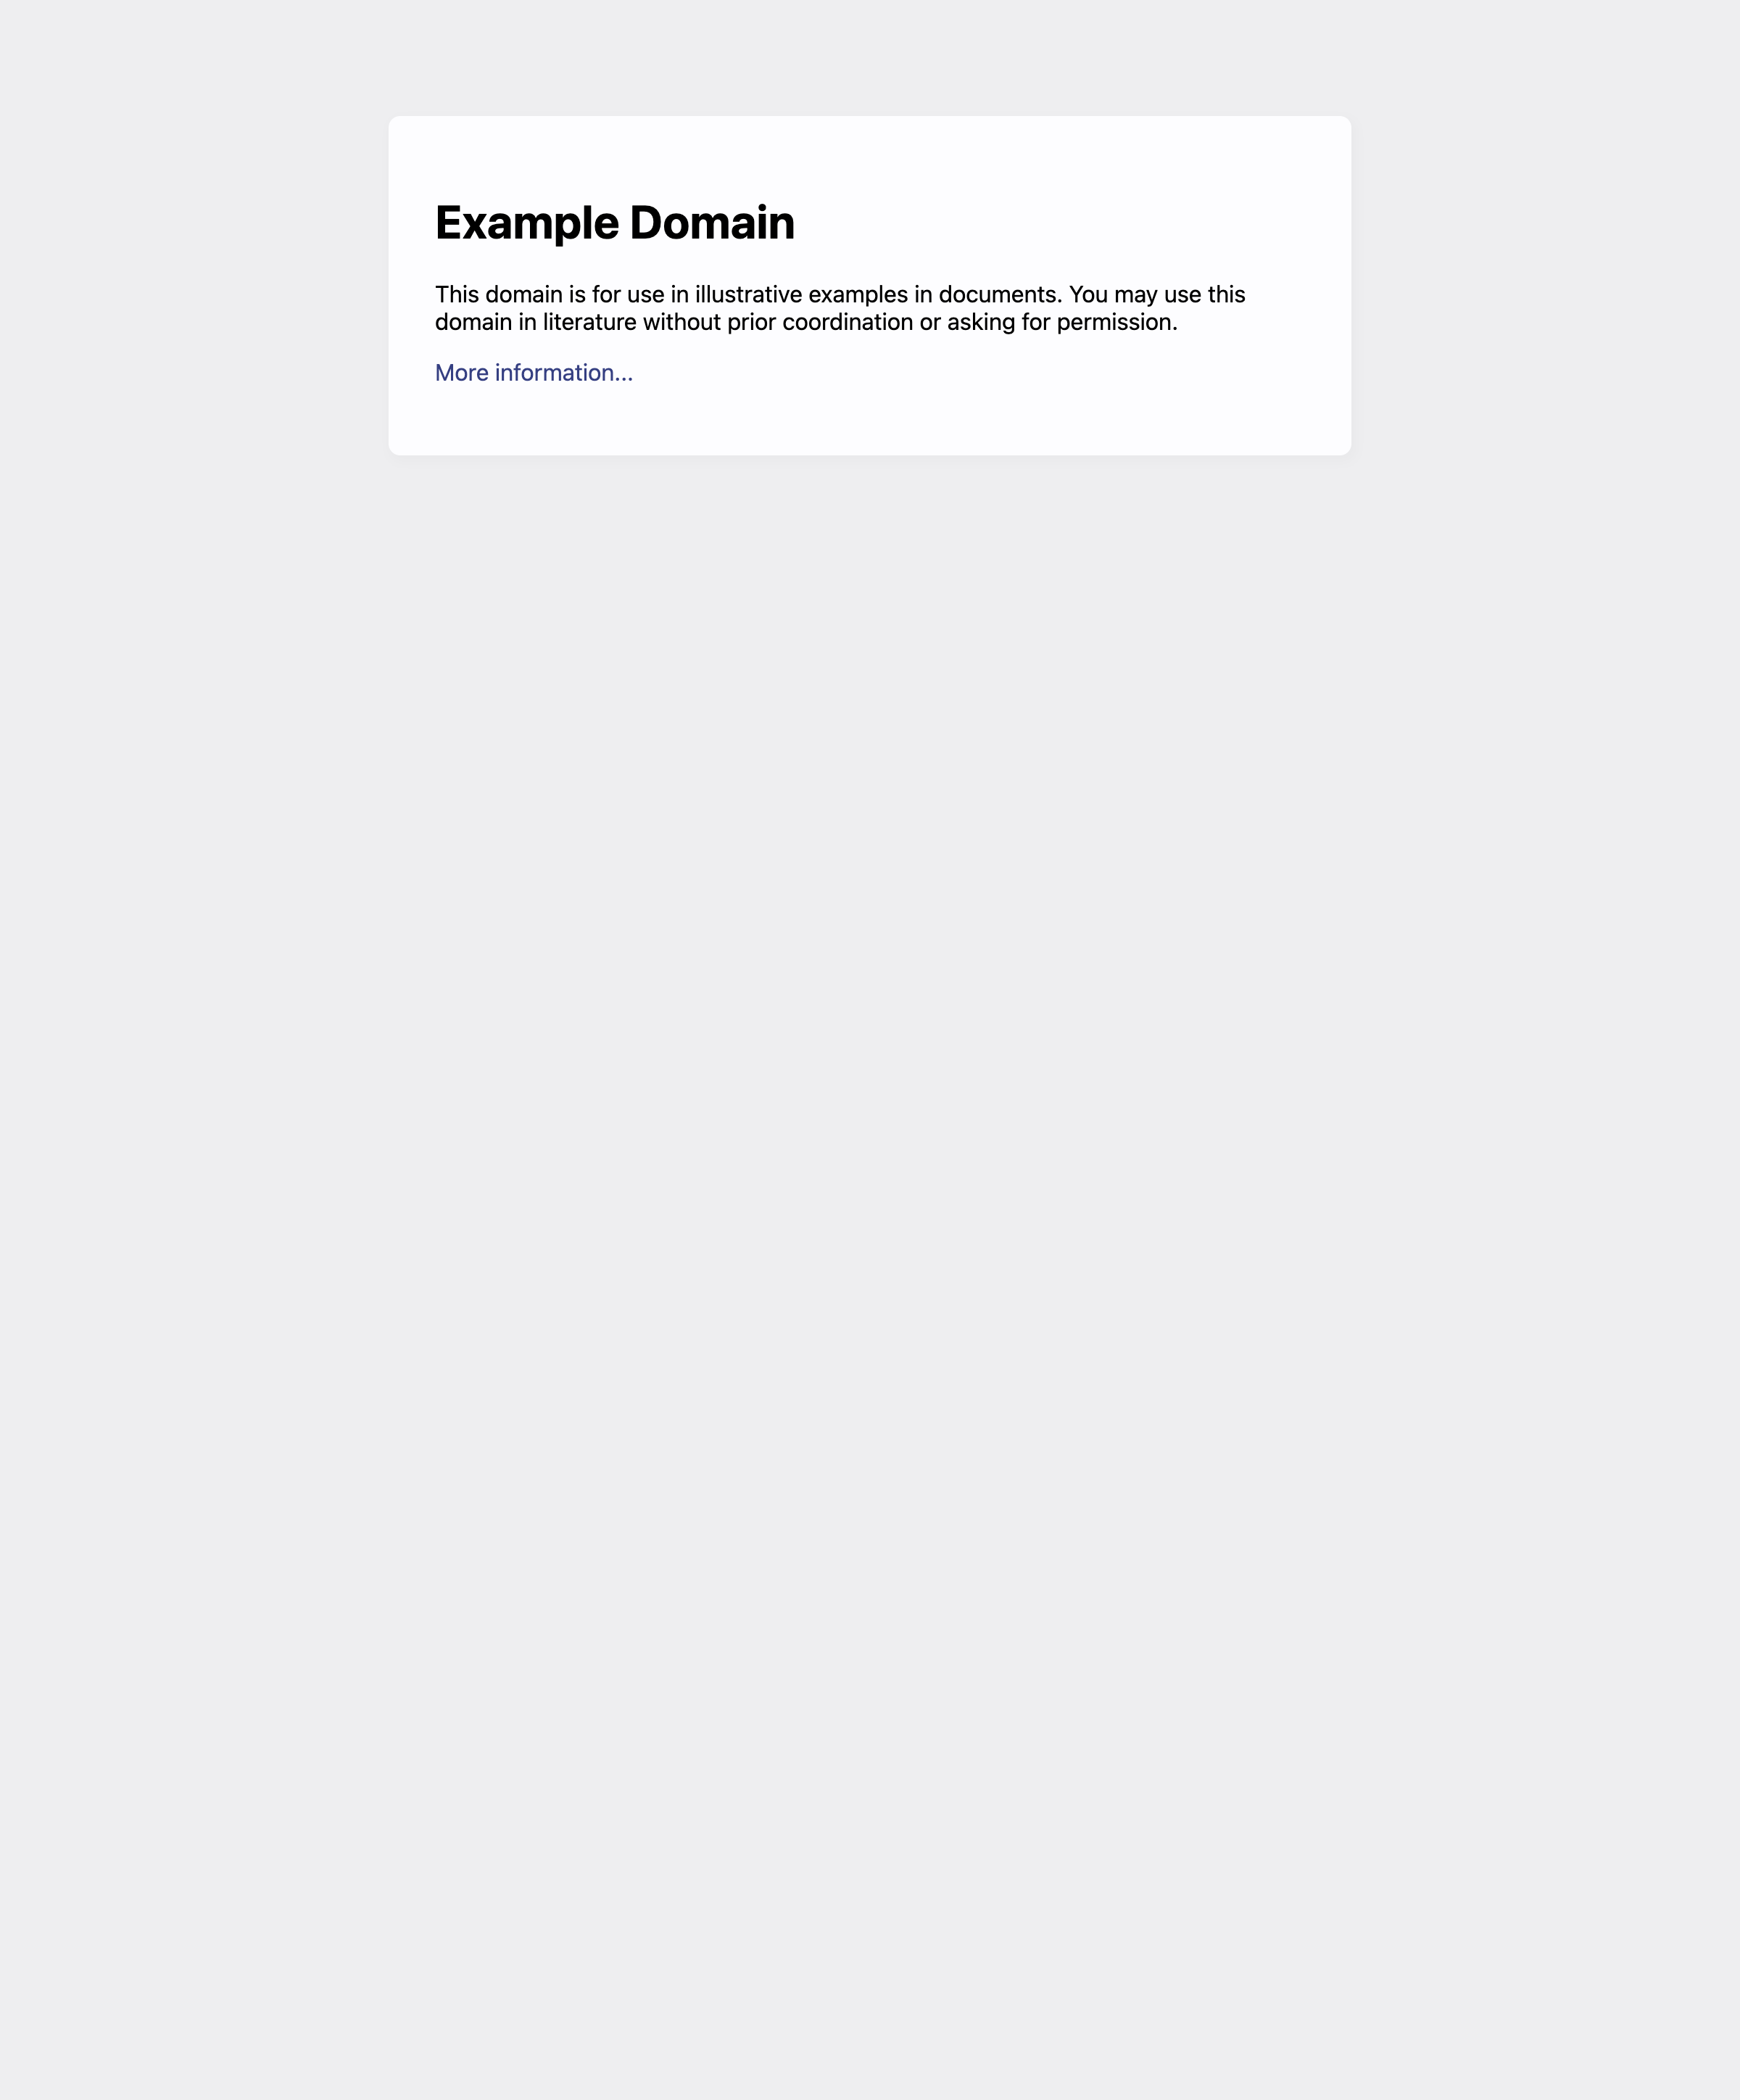 Example Domain
This domain is for use in illustrative examples in documents. You may use this
domain in literature without prior coordination or asking for permission.
More information...